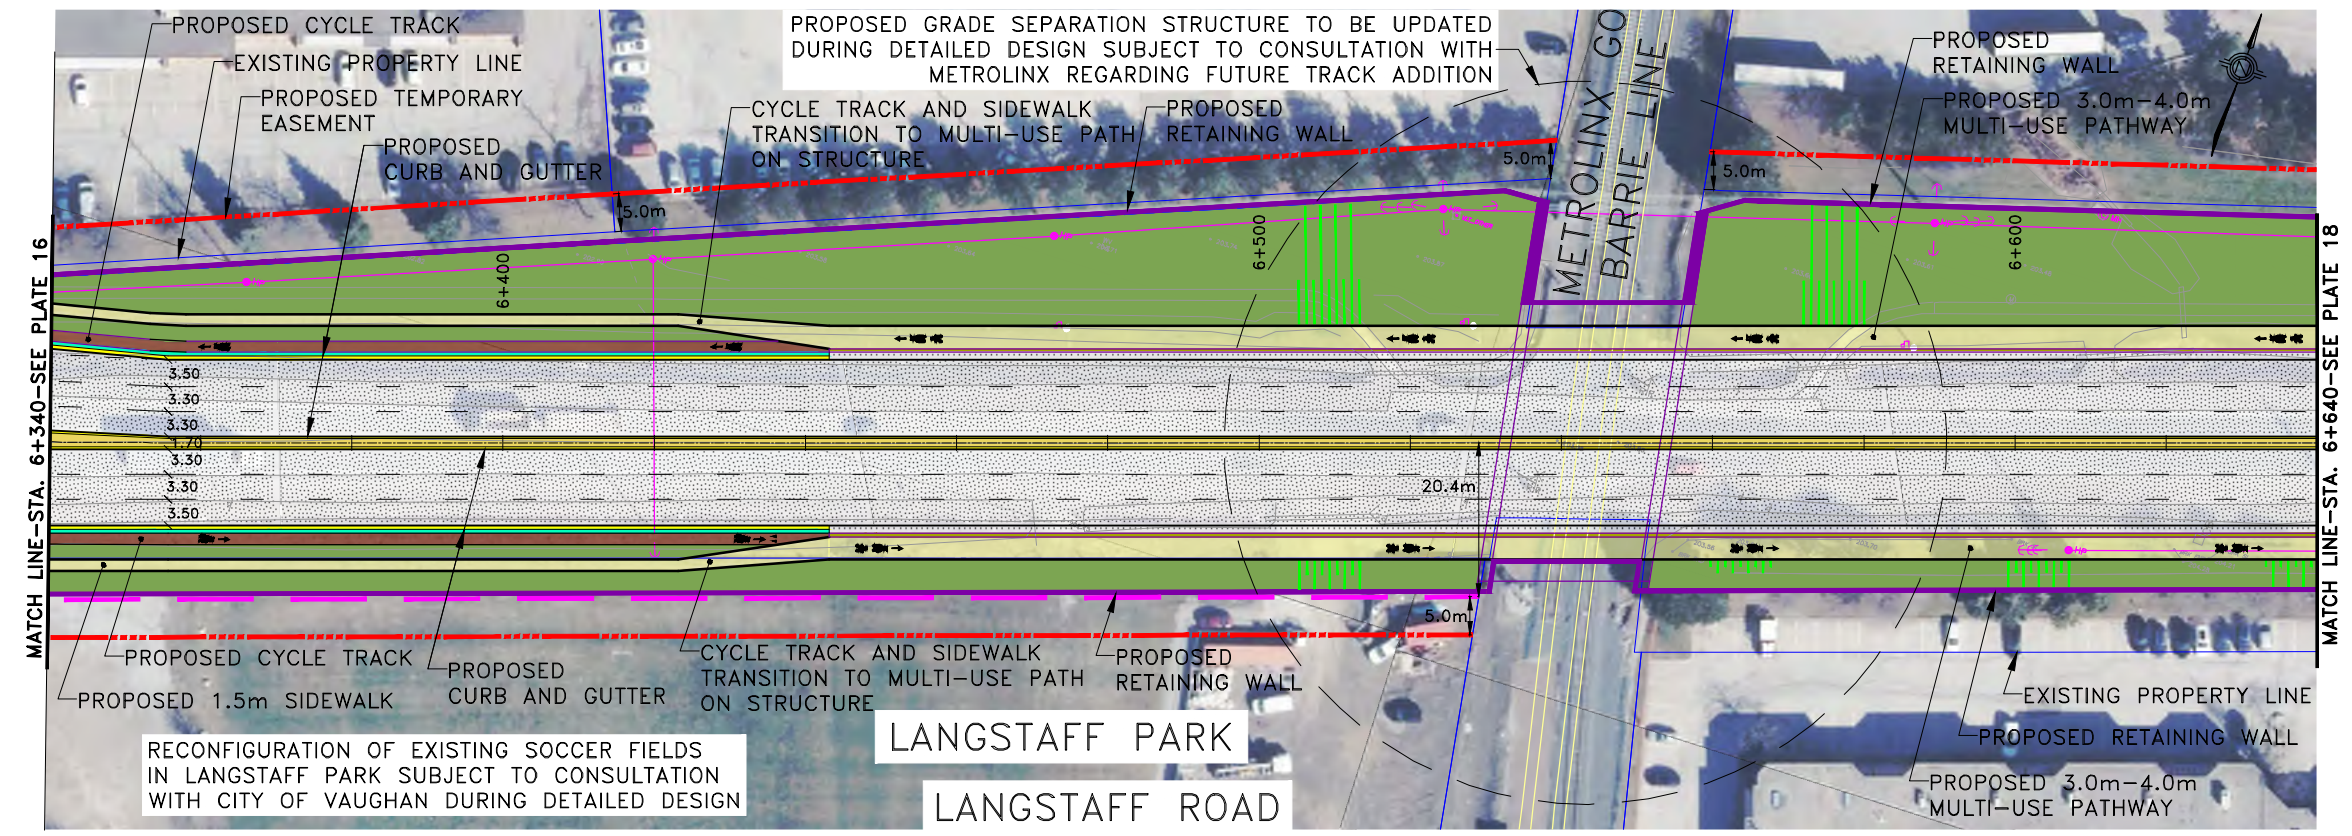 PROPOSED CYCLE TRACK
EXISTING PROPERTY LINE
PROPOSED TEMPORARY
EASEMENT
PROPOSED
CURB AND GUTTER
PROPOSED GRADE SEPARATION STRUCTURE TO BE UPDATED
DURING DETAILED DESIGN SUBJECT TO CONSULTATION WITH
METROLINX REGARDING FUTURE TRACK ADDITION
CYCLE TRACK AND SIDEWALK
TRANSITION TO MULTI-USE PATH
ON STRUCTURE
PROPOSED
RETAINING WALL
METROLINX GO
BARRIE LINE
PROPOSED
RETAINING WALL
PROPOSED 3.0m-4.0m
MULTI-USE PATHWAY
5.0m
5.0m
5.0m
HP
HP
HP
HP
HP
6+400
6+500
6+600
MATCH LINE-STA. 6+340-SEE PLATE 16
MATCH LINE-STA. 6+640-SEE PLATE 18
3.50
3.30
3.30
1.70
3.30
3.30
3.50
20.4m
5.0m
HP
PROPOSED CYCLE TRACK
PROPOSED 1.5m SIDEWALK
PROPOSED
CURB AND GUTTER
CYCLE TRACK AND SIDEWALK
TRANSITION TO MULTI-USE PATH
ON STRUCTURE
PROPOSED
RETAINING WALL
EXISTING PROPERTY LINE
PROPOSED RETAINING WALL
PROPOSED 3.0m-4.0m
MULTI-USE PATHWAY
RECONFIGURATION OF EXISTING SOCCER FIELDS
IN LANGSTAFF PARK SUBJECT TO CONSULTATION
WITH CITY OF VAUGHAN DURING DETAILED DESIGN
LANGSTAFF PARK
LANGSTAFF ROAD